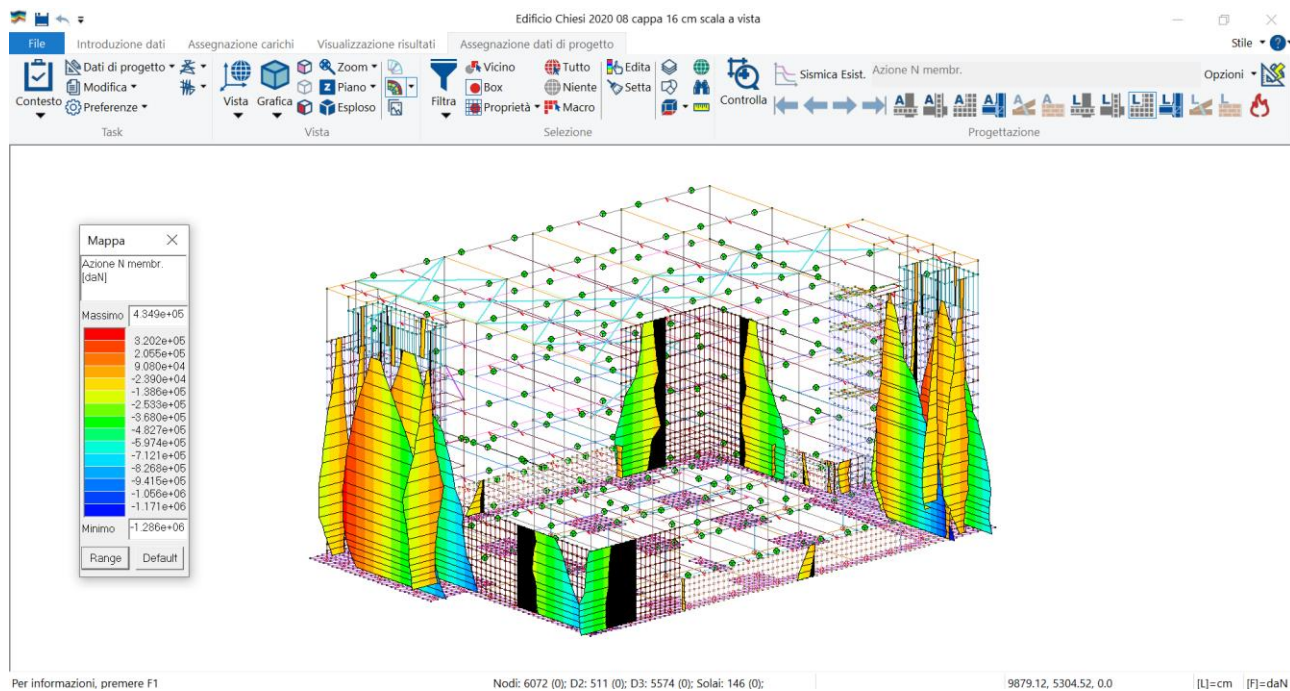 Edificio Chiesi 2020 08 cappa 16 cm scala a vista
File Introduzione dati Assegnazione carichi Visualizzazione risultati Assegnazione dati di progetto Stile
Contesto
Dati di progetto
Modifica
Preferenze
Task
Vista
Grafica
Zoom
Piano
Esploso
Vista
Filtra
Vicino
Box
Proprietà
Tutto
Niente
Macro
Edita
Setta
Selezione
Controlla
Sismica Esist.
Azione N membr.
Opzioni
A A A A A A L L L L L L
Progettazione
Mappa
Azione N membr.
[daN]
Massimo 4.349e+05
3.202e+05
2.055e+05
9.080e+04
-2.390e+04
-1.386e+05
-2.533e+05
-3.680e+05
-4.827e+05
-5.974e+05
-7.121e+05
-8.268e+05
-9.415e+05
-1.056e+06
-1.171e+06
Minimo -1.286e+06
Range Default
Per informazioni, premere F1 Nodi: 6072 (0); D2: 511 (0); D3: 5574 (0); Solai: 146 (0); 9879.12, 5304.52, 0.0 [L]=cm [F]=daN